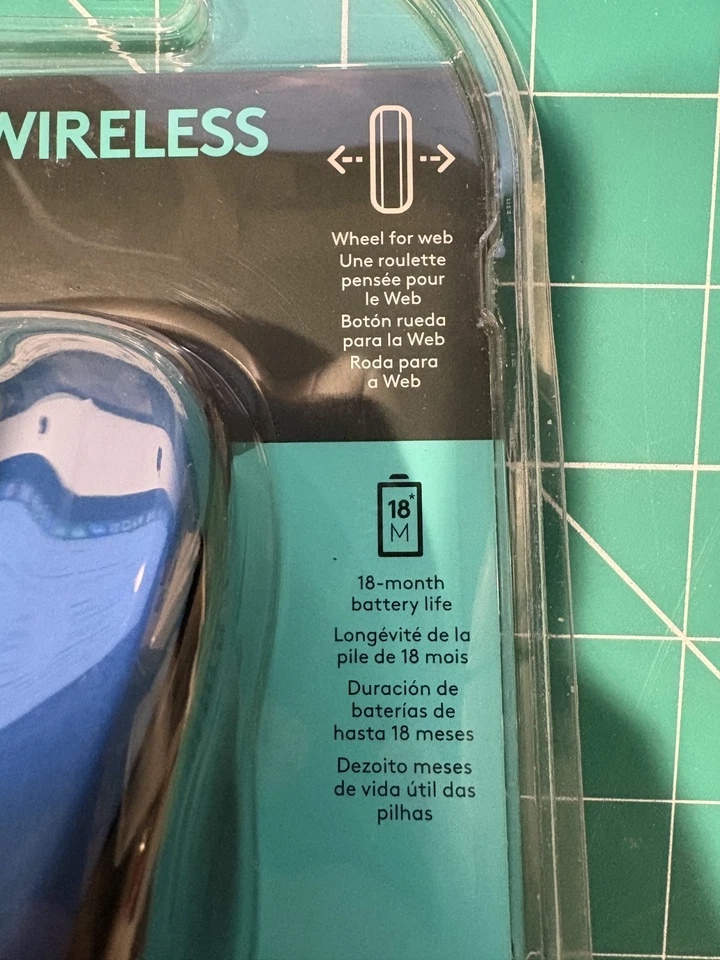 WIRELESS
Wheel for web
Une roulette
pensée pour
le Web
Botón rueda
para la Web
Roda para
a Web
18*
M
18-month
battery life
Longévité de la
pile de 18 mois
Duración de
baterías de
hasta 18 meses
Dezoito meses
de vida útil das
pilhas